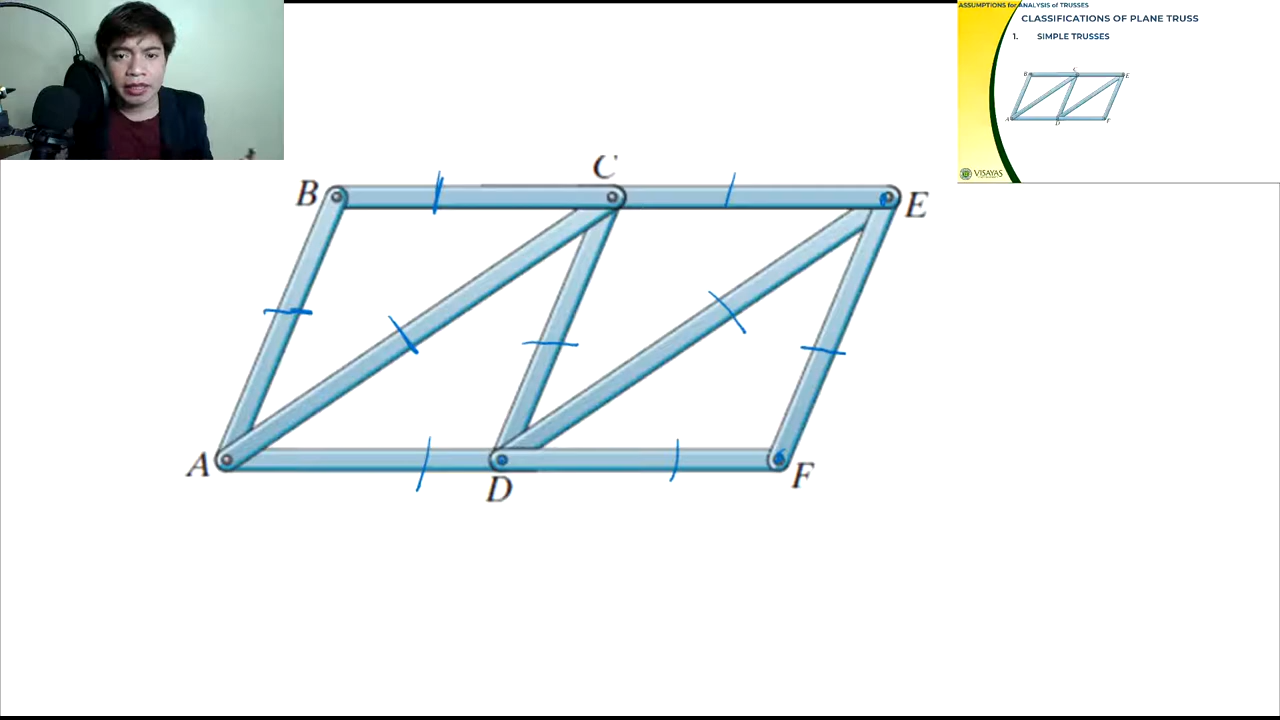 ASSUMPTIONS for ANALYSIS of TRUSSES
CLASSIFICATIONS OF PLANE TRUSS
1. SIMPLE TRUSSES
B C E
A D F
VISAYAS
B C E
A D F